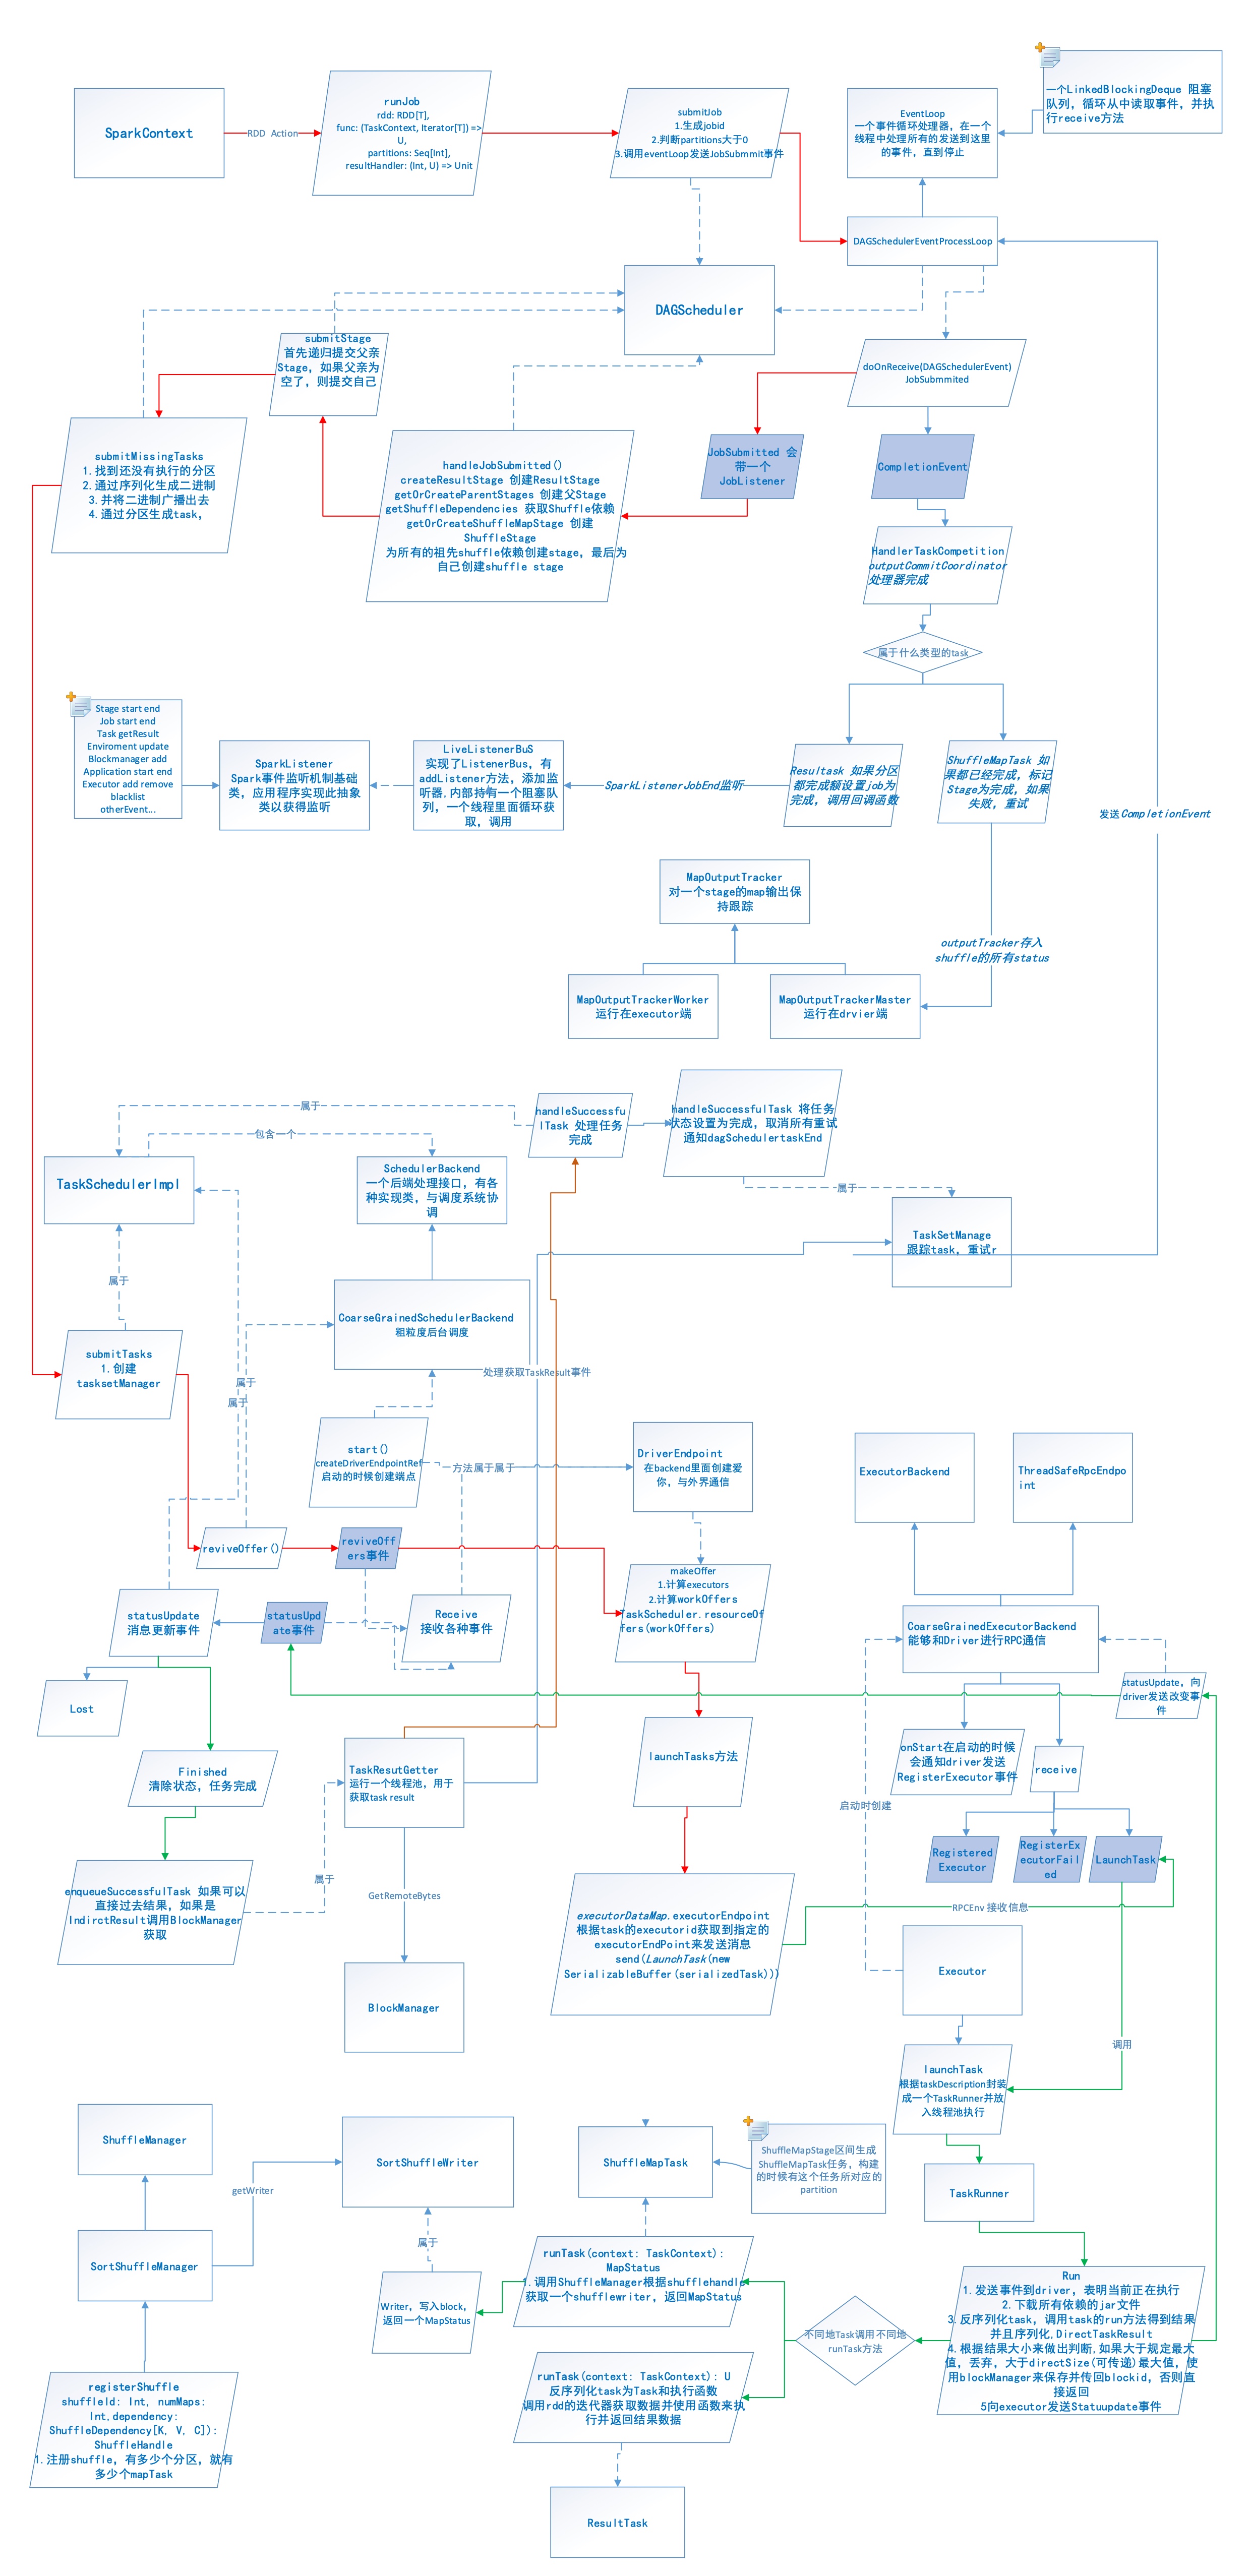 SparkContext
RDD Action
runJob
rdd: RDD[T],
func: (TaskContext, Iterator[T]) =>
U,
partitions: Seq[Int],
resultHandler: (Int, U) => Unit
submitJob
1.生成jobid
2.判断partitions大于0
3.调用eventLoop发送JobSubmmit事件
EventLoop
一个事件循环处理器，在一个
线程中处理所有的发送到这里
的事件，直到停止
一个LinkedBlockingDeque 阻塞
队列，循环从中读取事件，并执
行receive方法
DAGSchedulerEventProcessLoop
DAGScheduler
submitStage
首先递归提交父亲
Stage，如果父亲为
空了，则提交自己
doOnReceive(DAGSchedulerEvent)
JobSubmmited
submitMissingTasks
1. 找到还没有执行的分区
2. 通过序列化生成二进制
3. 并将二进制广播出去
4. 通过分区生成task，
handleJobSubmitted()
createResultStage 创建ResultStage
getOrCreateParentStages 创建父Stage
getShuffleDependencies 获取Shuffle依赖
getOrCreateShuffleMapStage 创建
ShuffleStage
为所有的祖先shuffle依赖创建stage，最后为
自己创建shuffle stage
JobSubmitted 会
带一个
JobListener
CompletionEvent
HandlerTaskCompetition
outputCommitCoordinator
处理器完成
属于什么类型的task
Stage start end
Job start end
Task getResult
Enviroment update
Blockmanager add
Application start end
Executor add remove
blacklist
otherEvent...
SparkListener
Spark事件监听机制基础
类，应用程序实现此抽象
类以获得监听
LiveListenerBuS
实现了ListenerBus，有
addListener方法，添加监
听器,内部持有一个阻塞队
列，一个线程里面循环获
取，调用
SparkListenerJobEnd监听
Resultask 如果分区
都完成额设置job为
完成，调用回调函数
ShuffleMapTask 如
果都已经完成，标记
Stage为完成，如果
失败，重试
发送CompletionEvent
MapOutputTracker
对一个stage的map输出保
持跟踪
outputTracker存入
shuffle的所有status
MapOutputTrackerWorker
运行在executor端
MapOutputTrackerMaster
运行在drvier端
属于
包含一个
handleSuccessfu
lTask 处理任务
完成
handleSuccessfulTask 将任务
状态设置为完成，取消所有重试
通知dagSchedulertaskEnd
TaskSchedulerImpl
SchedulerBackend
一个后端处理接口，有各
种实现类，与调度系统协
调
属于
TaskSetManage
跟踪task，重试r
属于
CoarseGrainedSchedulerBackend
粗粒度后台调度
submitTasks
1. 创建
tasksetManager
属于
属于
处理获取TaskResult事件
start()
createDriverEndpointRef
启动的时候创建端点
方法属于属于
DriverEndpoint
在backend里面创建爱
你，与外界通信
ExecutorBackend
ThreadSafeRpcEndpo
int
reviveOffer()
reviveOff
ers事件
makeOffer
1.计算executors
2.计算workOffers
TaskScheduler.resourceOf
fers(workOffers)
statusUpdate
消息更新事件
statusUpd
ate事件
Receive
接收各种事件
CoarseGrainedExecutorBackend
能够和Driver进行RPC通信
statusUpdate，向
driver发送改变事
件
Lost
launchTasks方法
onStart在启动的时候
会通知driver发送
RegisterExecutor事件
receive
Finished
清除状态，任务完成
TaskResutGetter
运行一个线程池，用于
获取task result
启动时创建
Registered
Executor
RegisterEx
ecutorFail
ed
LaunchTask
enqueueSuccessfulTask 如果可以
直接过去结果，如果是
IndirctResult调用BlockManager
获取
属于
GetRemoteBytes
executorDataMap.executorEndpoint
根据task的executorid获取到指定的
executorEndPoint来发送消息
send(LaunchTask(new
SerializableBuffer(serializedTask)))
RPCEnv 接收信息
Executor
BlockManager
调用
launchTask
根据taskDescription封装
成一个TaskRunner并放
入线程池执行
ShuffleManager
getWriter
SortShuffleWriter
ShuffleMapTask
ShuffleMapStage区间生成
ShuffleMapTask任务，构建
的时候有这个任务所对应的
partition
TaskRunner
SortShuffleManager
属于
runTask(context: TaskContext):
MapStatus
1. 调用ShuffleManager根据shufflehandle
获取一个shufflewriter，返回MapStatus
Writer，写入block，
返回一个MapStatus
不同地Task调用不同地
runTask方法
Run
1. 发送事件到driver，表明当前正在执行
2. 下载所有依赖的jar文件
3. 反序列化task，调用task的run方法得到结果
并且序列化,DirectTaskResult
4. 根据结果大小来做出判断,如果大于规定最大
值，丢弃，大于directSize(可传递)最大值，使
用blockManager来保存并传回blockid，否则直
接返回
5向executor发送Statuupdate事件
registerShuffle
shuffleId: Int, numMaps:
Int,dependency:
ShuffleDependency[K, V, C]):
ShuffleHandle
1. 注册shuffle，有多少个分区，就有
多少个mapTask
runTask(context: TaskContext): U
反序列化task为Task和执行函数
调用rdd的迭代器获取数据并使用函数来执
行并返回结果数据
ResultTask